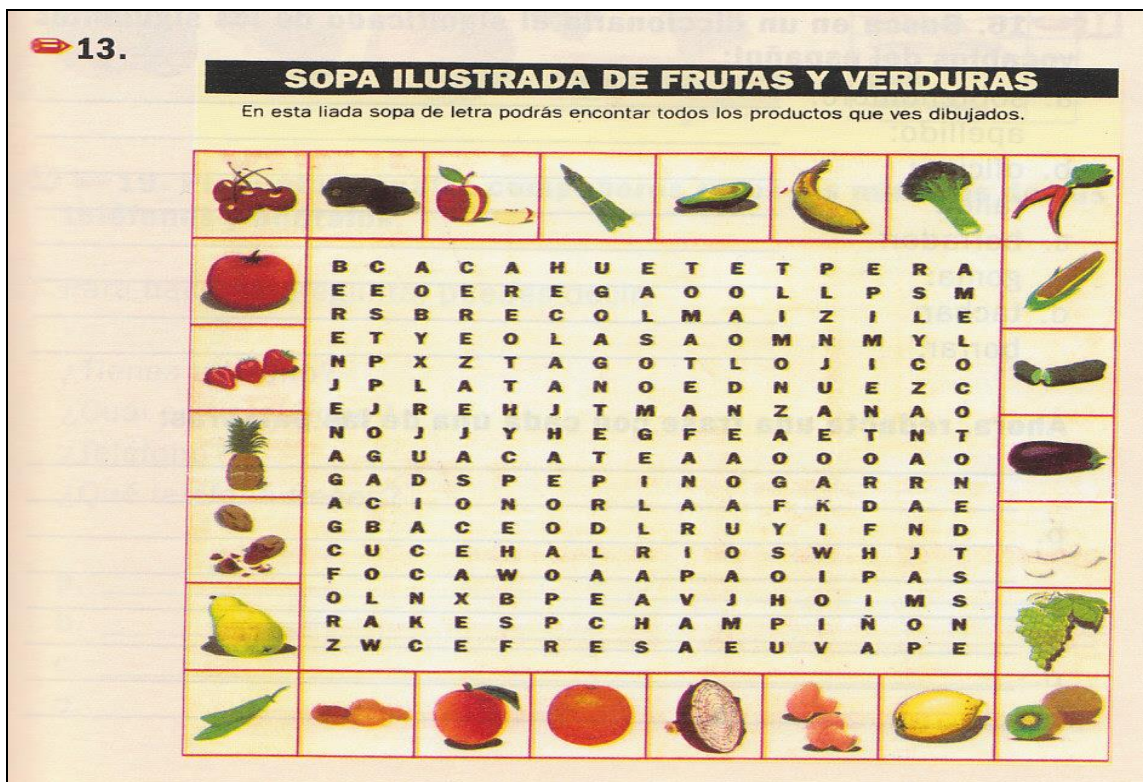 13.
SOPA ILUSTRADA DE FRUTAS Y VERDURAS
En esta liada sopa de letra podrás encontar todos los productos que ves dibujados.
B C A C A H U E T E T P E R A
E E O E R E G A O O L L P S M
R S B R E C O L M A I Z I L E
E T Y E O L A S A O M N M Y L
N P X Z T A G O T L O J I C O
J P L A T A N O E D N U E Z C
E J R E H J T M A N Z A N A O
N O J J Y H E G F E A E T N T
A G U A C A T E A A O O O A O
G A D S P E P I N O G A R R N
A C I O N O R L A A F K D A E
G B A C E O D L R U Y I F N D
C U C E H A L R I O S W H J T
F O C A W O A A P A O I P A S
O L N X B P E A V J H O I M S
R A K E S P C H A M P I Ñ O N
Z W C E F R E S A E U V A P E